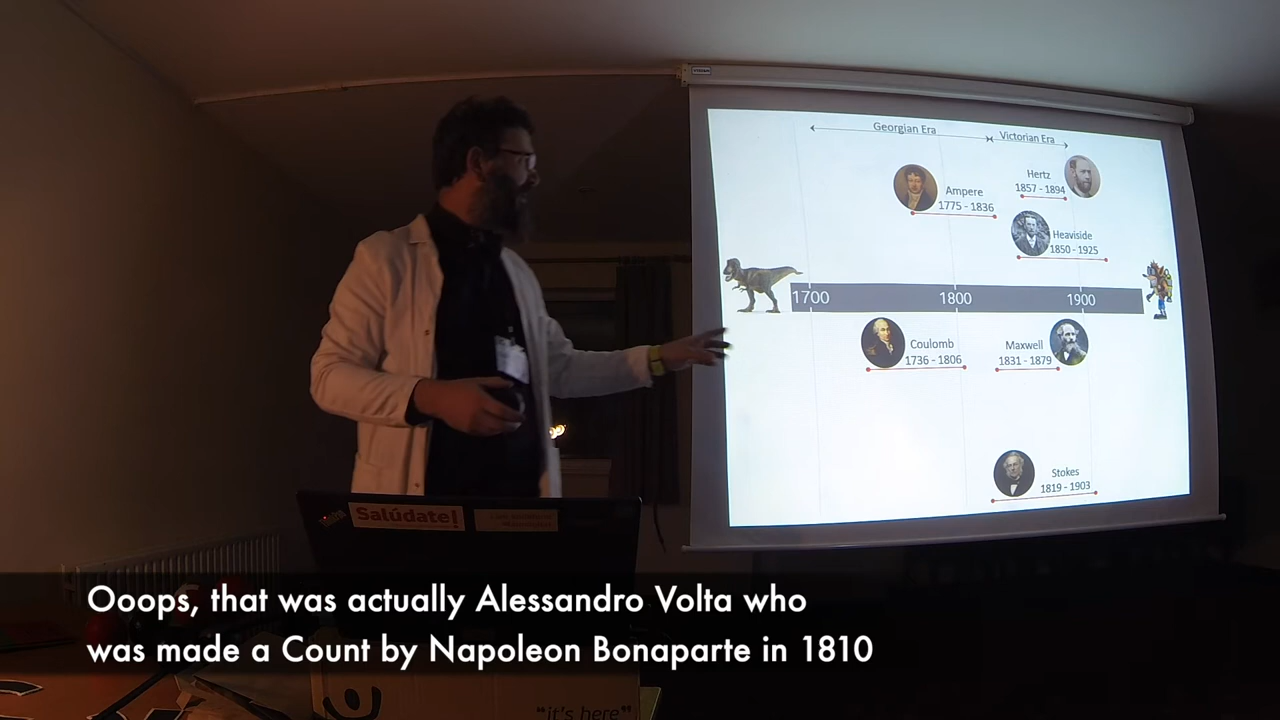 Georgian Era
Victorian Era
Hertz
1857 - 1894
Ampere
1775 - 1836
Heaviside
1850 - 1925
1700
1800
1900
Coulomb
1736 - 1806
Maxwell
1831 - 1879
Stokes
1819 - 1903
Salúdate!
Ooops, that was actually Alessandro Volta who
was made a Count by Napoleon Bonaparte in 1810
"it's here"